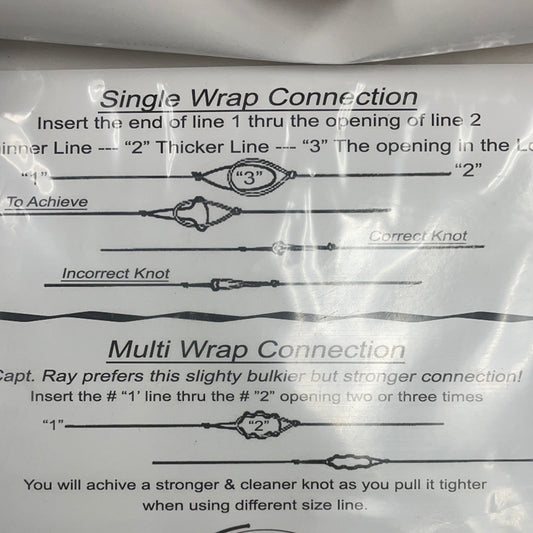 Single Wrap Connection
Insert the end of line 1 thru the opening of line 2
inner Line --- “2” Thicker Line --- “3” The opening in the Lo
“1” “3” “2”
To Achieve
Correct Knot
Incorrect Knot
Multi Wrap Connection
Capt. Ray prefers this slighty bulkier but stronger connection!
Insert the # “1’ line thru the # ”2” opening two or three times
“1” “2”
You will achive a stronger & cleaner knot as you pull it tighter
when using different size line.